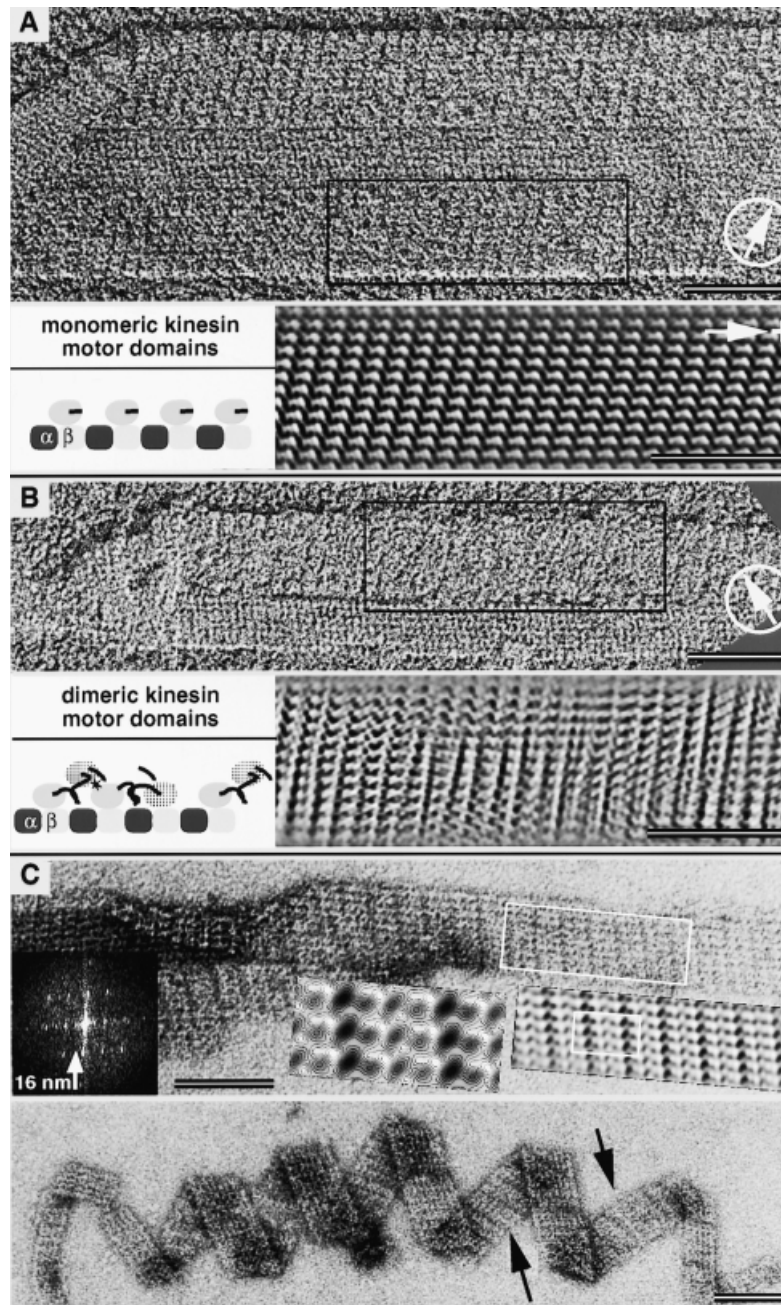 A
monomeric kinesin
motor domains
α β
B
dimeric kinesin
motor domains
α β
C
16 nm